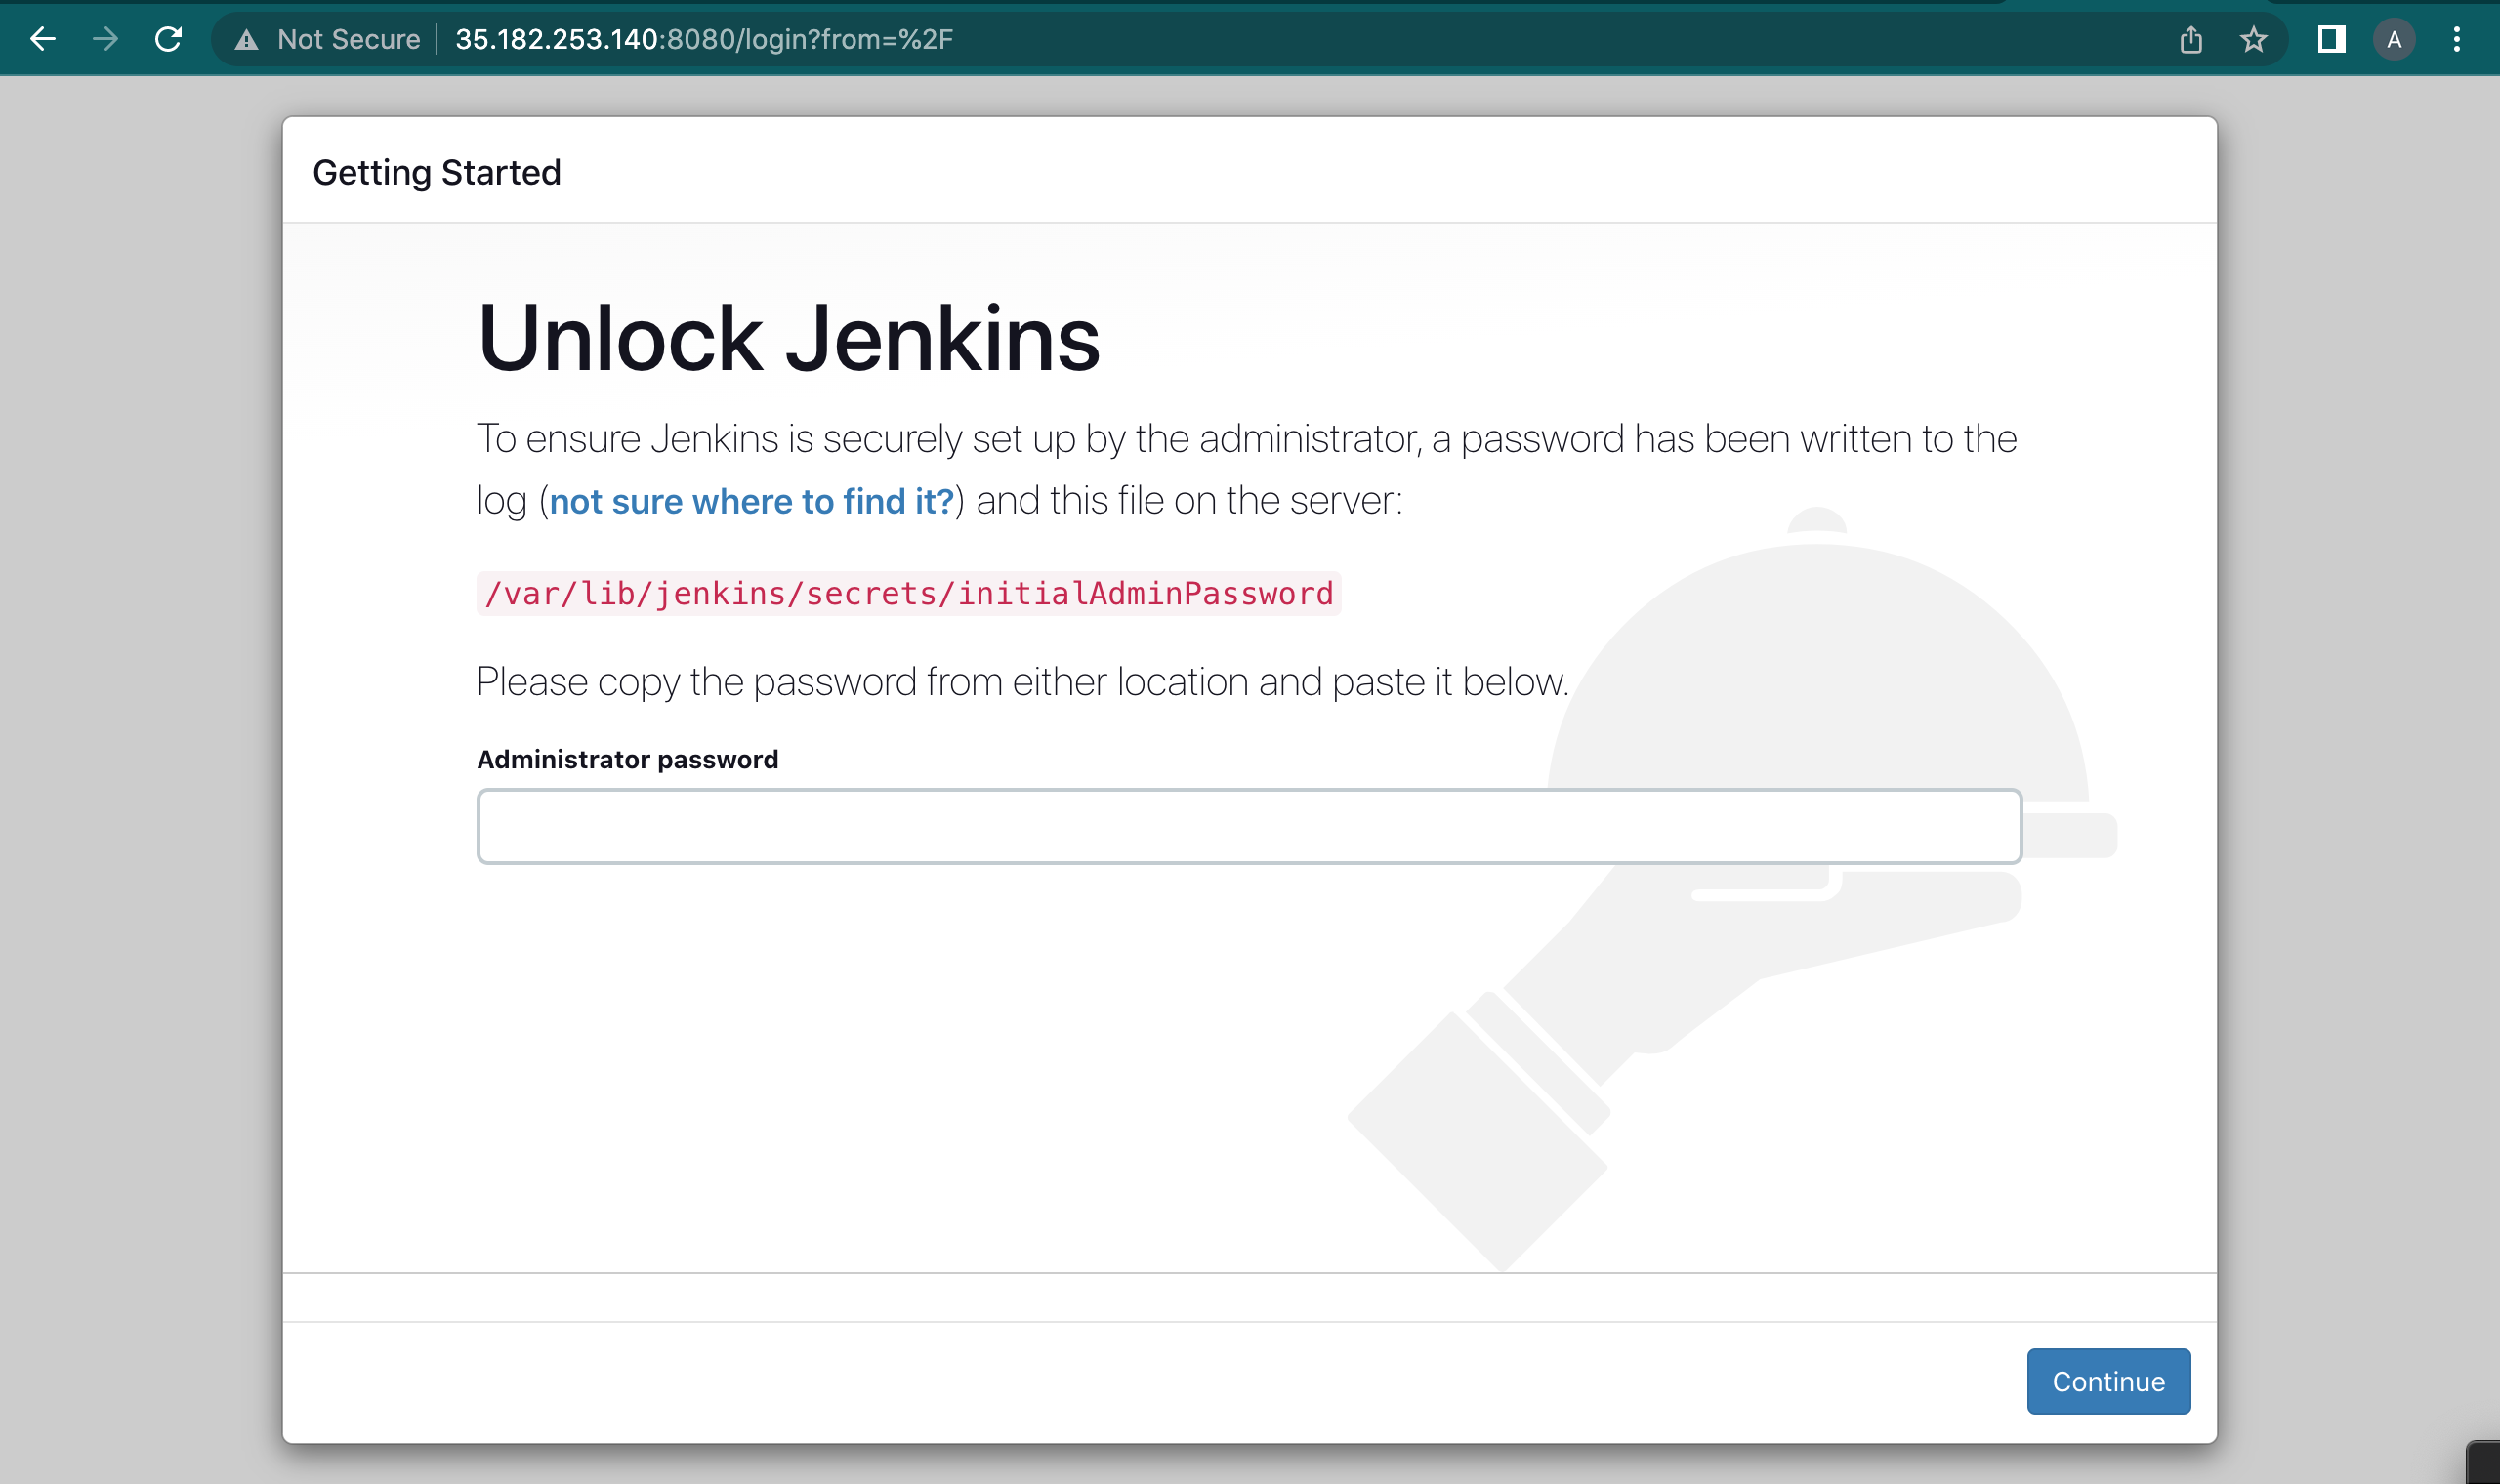 Not Secure 35.182.253.140:8080/login?from=%2F
A
Getting Started
Unlock Jenkins
To ensure Jenkins is securely set up by the administrator, a password has been written to the
log (not sure where to find it?) and this file on the server:
/var/lib/jenkins/secrets/initialAdminPassword
Please copy the password from either location and paste it below.
Administrator password
Continue